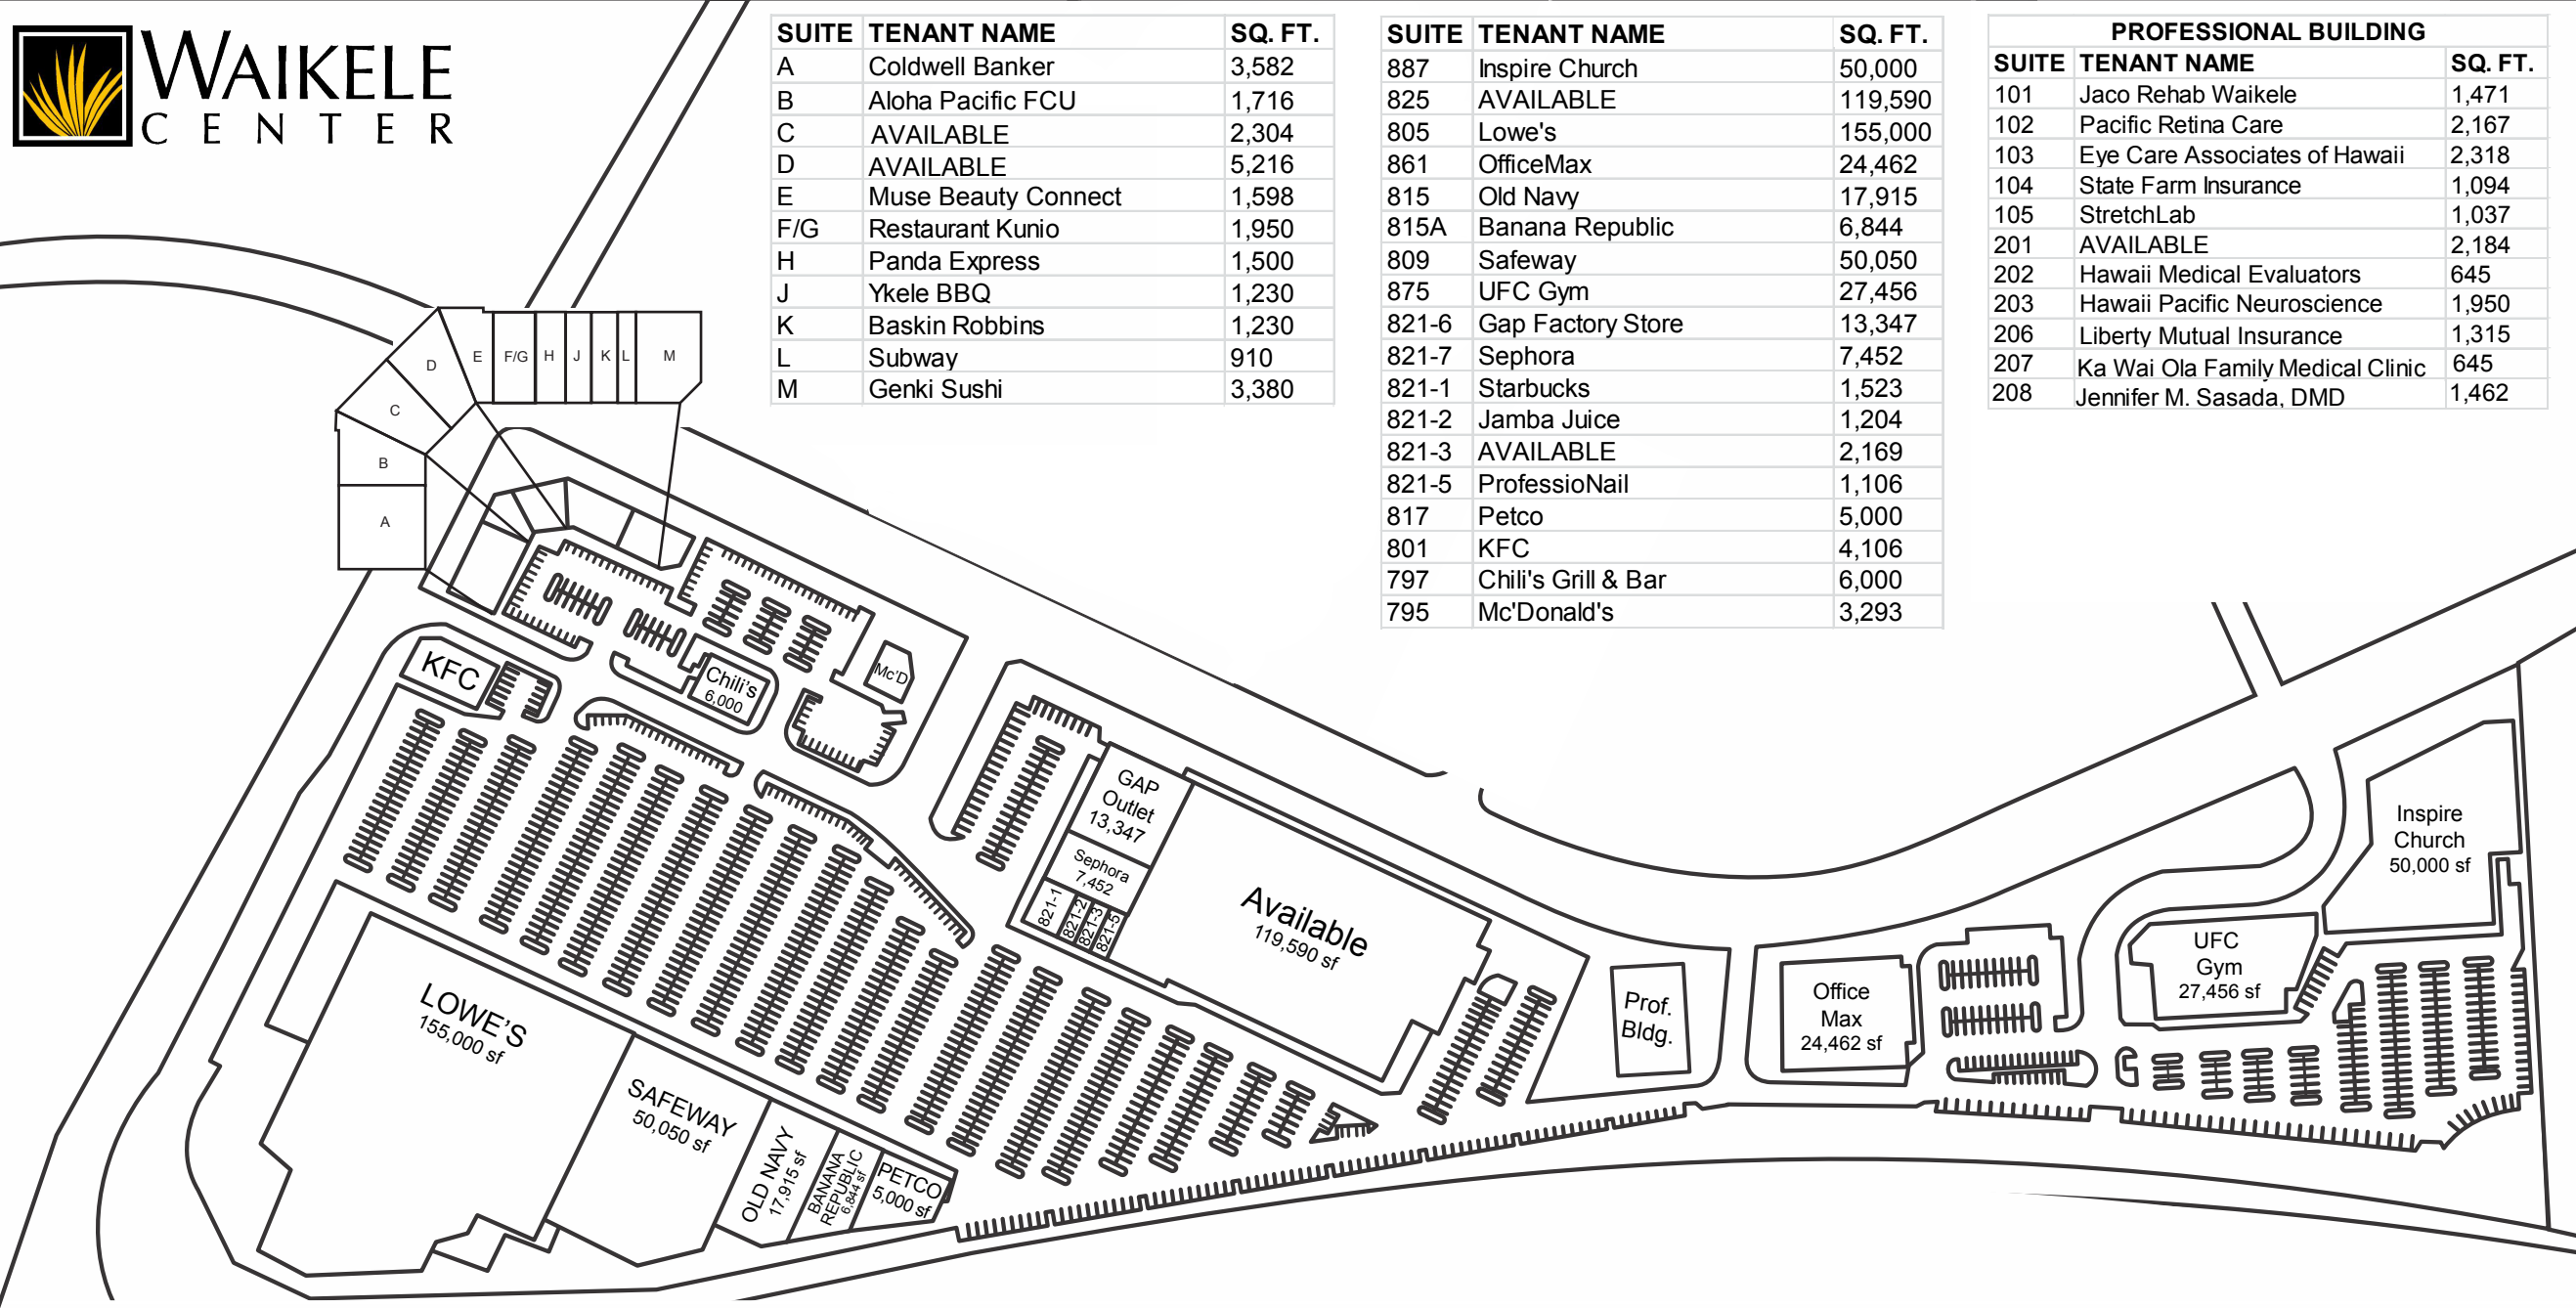 WAIKELE
CENTER
SUITE TENANT NAME SQ. FT.
A Coldwell Banker 3,582
B Aloha Pacific FCU 1,716
C AVAILABLE 2,304
D AVAILABLE 5,216
E Muse Beauty Connect 1,598
F/G Restaurant Kunio 1,950
H Panda Express 1,500
J Ykele BBQ 1,230
K Baskin Robbins 1,230
L Subway 910
M Genki Sushi 3,380
SUITE TENANT NAME SQ. FT.
887 Inspire Church 50,000
825 AVAILABLE 119,590
805 Lowe's 155,000
861 OfficeMax 24,462
815 Old Navy 17,915
815A Banana Republic 6,844
809 Safeway 50,050
875 UFC Gym 27,456
821-6 Gap Factory Store 13,347
821-7 Sephora 7,452
821-1 Starbucks 1,523
821-2 Jamba Juice 1,204
821-3 AVAILABLE 2,169
821-5 ProfessioNail 1,106
817 Petco 5,000
801 KFC 4,106
797 Chili's Grill & Bar 6,000
795 Mc'Donald's 3,293
PROFESSIONAL BUILDING
SUITE TENANT NAME SQ. FT.
101 Jaco Rehab Waikele 1,471
102 Pacific Retina Care 2,167
103 Eye Care Associates of Hawaii 2,318
104 State Farm Insurance 1,094
105 StretchLab 1,037
201 AVAILABLE 2,184
202 Hawaii Medical Evaluators 645
203 Hawaii Pacific Neuroscience 1,950
206 Liberty Mutual Insurance 1,315
207 Ka Wai Ola Family Medical Clinic 645
208 Jennifer M. Sasada, DMD 1,462
D
E
F/G
H
J
K
L
M
C
B
A
KFC
Chili's
6,000
Mc'D
GAP
Outlet
13,347
Sephora
7,452
821-1
821-2
821-3
821-5
Available
119,590 sf
LOWE'S
155,000 sf
SAFEWAY
50,050 sf
OLD NAVY
17,915 sf
BANANA
REPUBLIC
6,844 sf
PETCO
5,000 sf
Prof.
Bldg.
Office
Max
24,462 sf
UFC
Gym
27,456 sf
Inspire
Church
50,000 sf